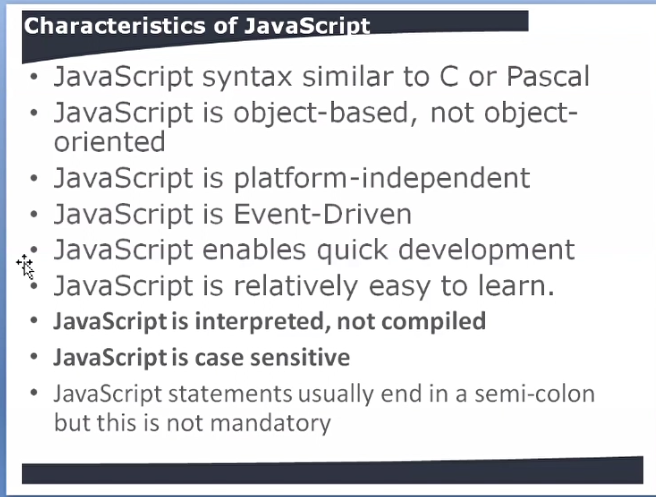 Characteristics of JavaScript
• JavaScript syntax similar to C or Pascal
• JavaScript is object-based, not object-
oriented
• JavaScript is platform-independent
• JavaScript is Event-Driven
• JavaScript enables quick development
• JavaScript is relatively easy to learn.
• JavaScript is interpreted, not compiled
• JavaScript is case sensitive
• JavaScript statements usually end in a semi-colon
but this is not mandatory